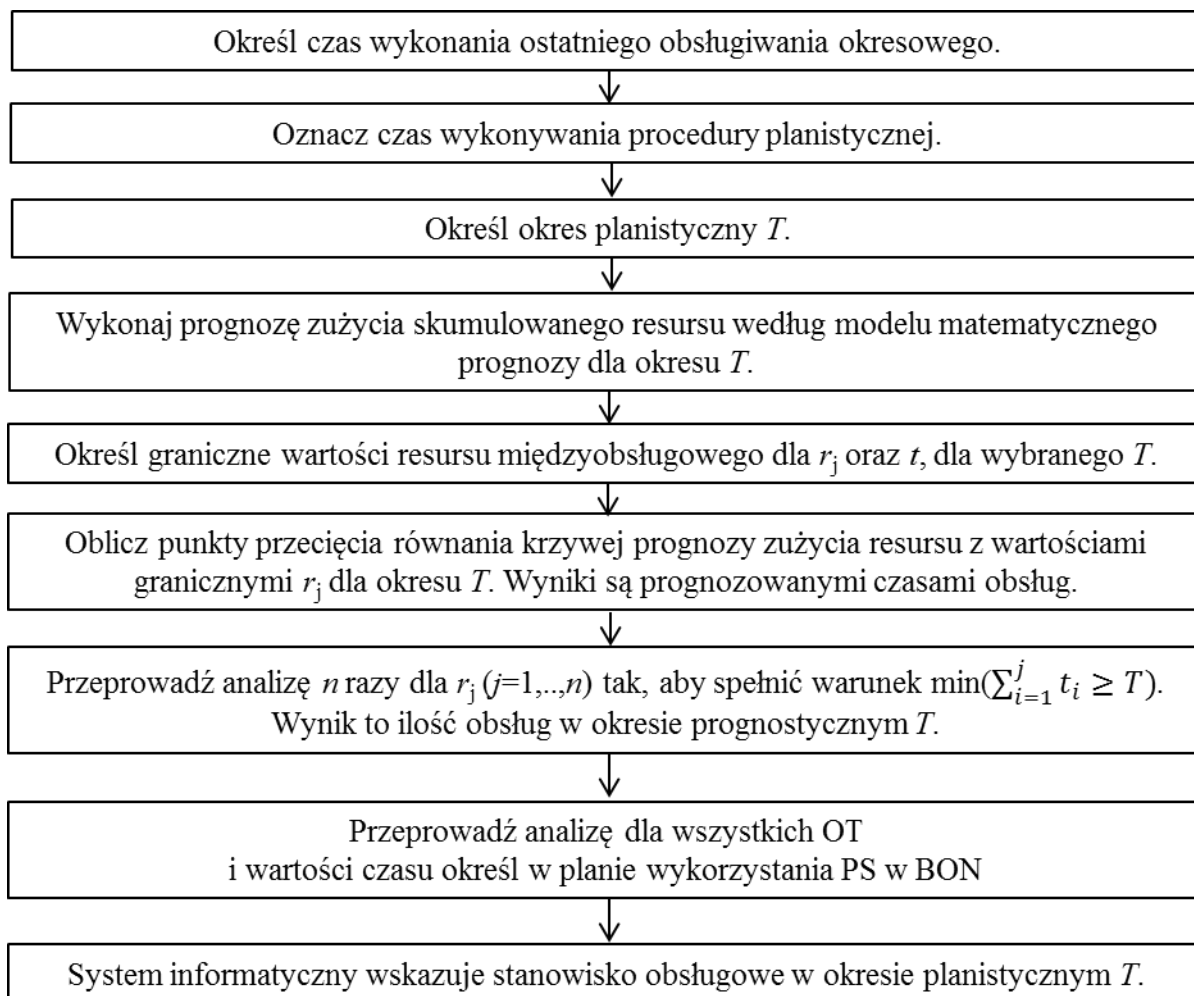 Określ czas wykonania ostatniego obsługiwania okresowego.
Oznacz czas wykonywania procedury planistycznej.
Określ okres planistyczny T.
Wykonaj prognozę zużycia skumulowanego resursu według modelu matematycznego
prognozy dla okresu T.
Określ graniczne wartości resursu międzyobsługowego dla r_j oraz t, dla wybranego T.
Oblicz punkty przecięcia równania krzywej prognozy zużycia resursu z wartościami
granicznymi r_j dla okresu T. Wyniki są prognozowanymi czasami obsług.
Przeprowadź analizę n razy dla r_j (j=1,..,n) tak, aby spełnić warunek min(∑_{i=1}^{j} t_i ≥ T).
Wynik to ilość obsług w okresie prognostycznym T.
Przeprowadź analizę dla wszystkich OT
i wartości czasu określ w planie wykorzystania PS w BON
System informatyczny wskazuje stanowisko obsługowe w okresie planistycznym T.